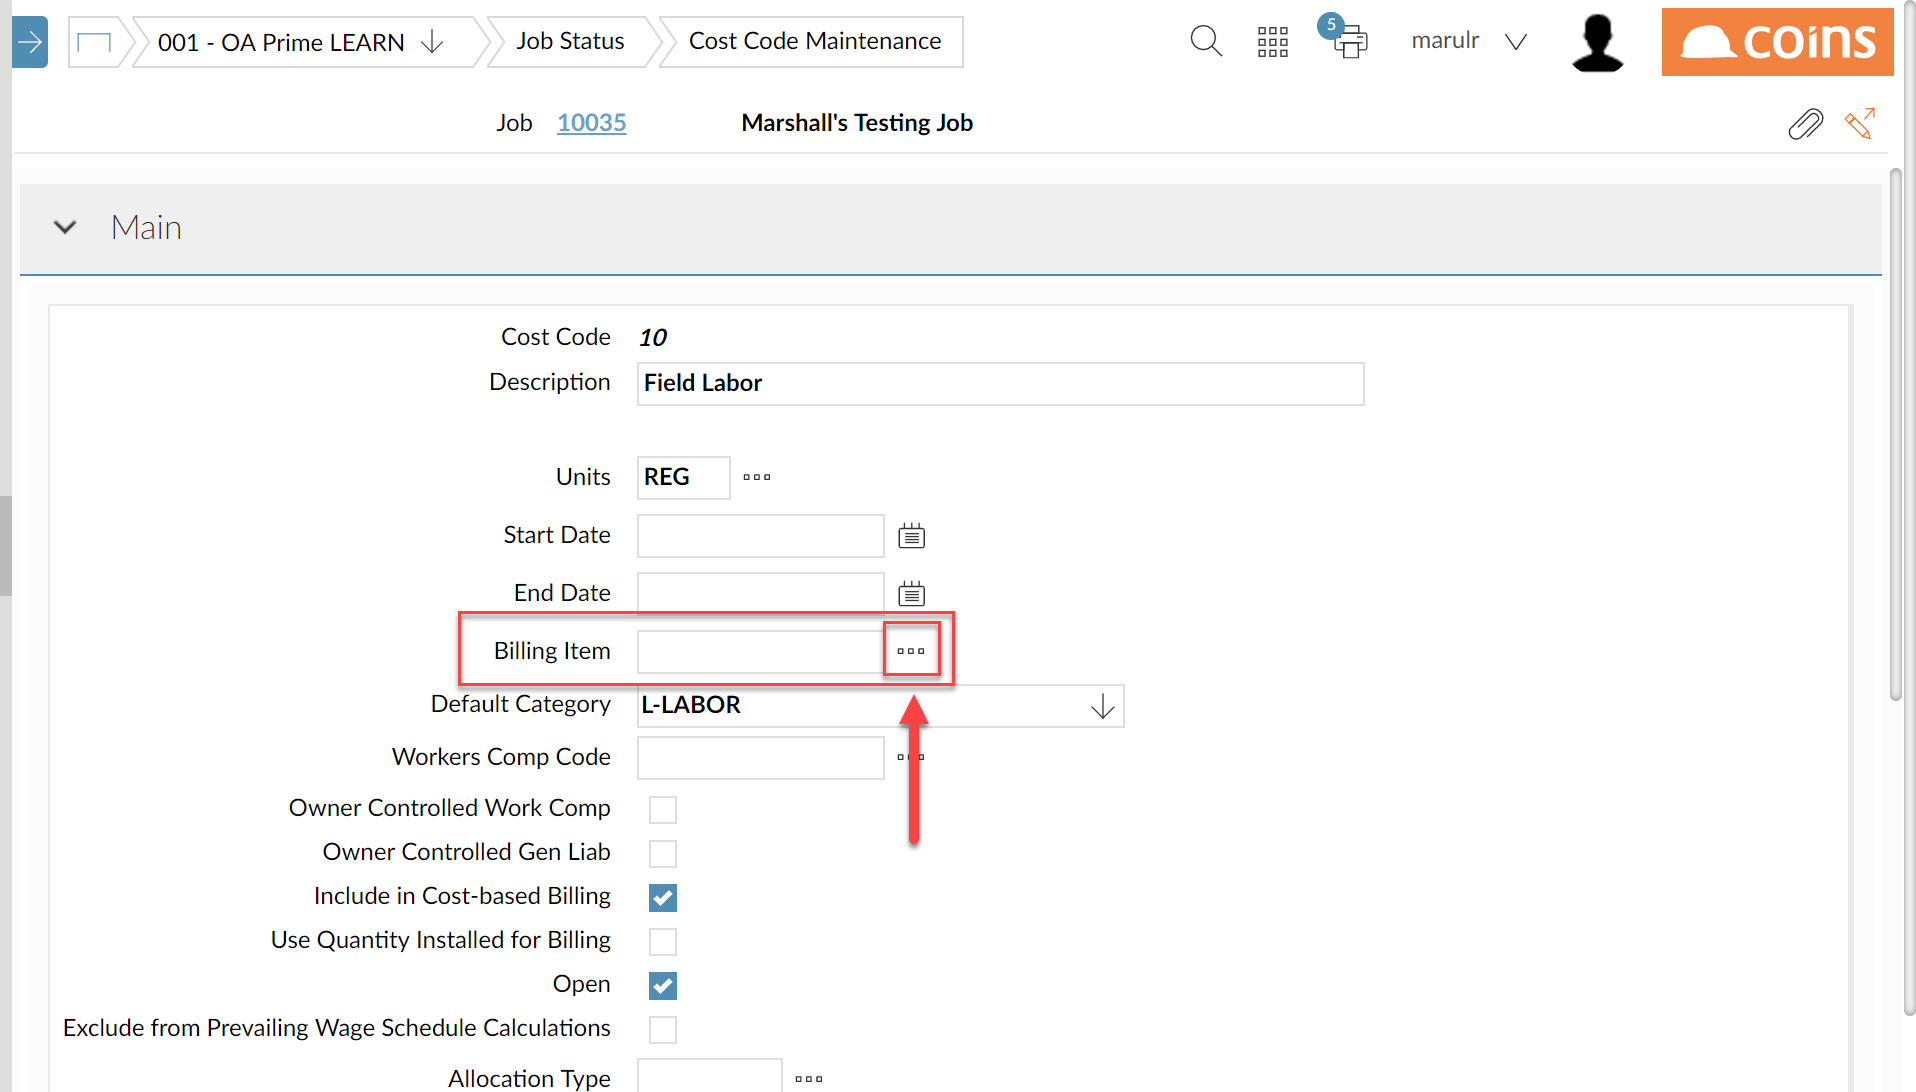 001 - OA Prime LEARN
Job Status
Cost Code Maintenance
5
marulr
coins
Job 10035 Marshall's Testing Job
Main
Cost Code 10
Description Field Labor
Units REG
Start Date
End Date
Billing Item
Default Category L-LABOR
Workers Comp Code
Owner Controlled Work Comp
Owner Controlled Gen Liab
Include in Cost-based Billing
Use Quantity Installed for Billing
Open
Exclude from Prevailing Wage Schedule Calculations
Allocation Type